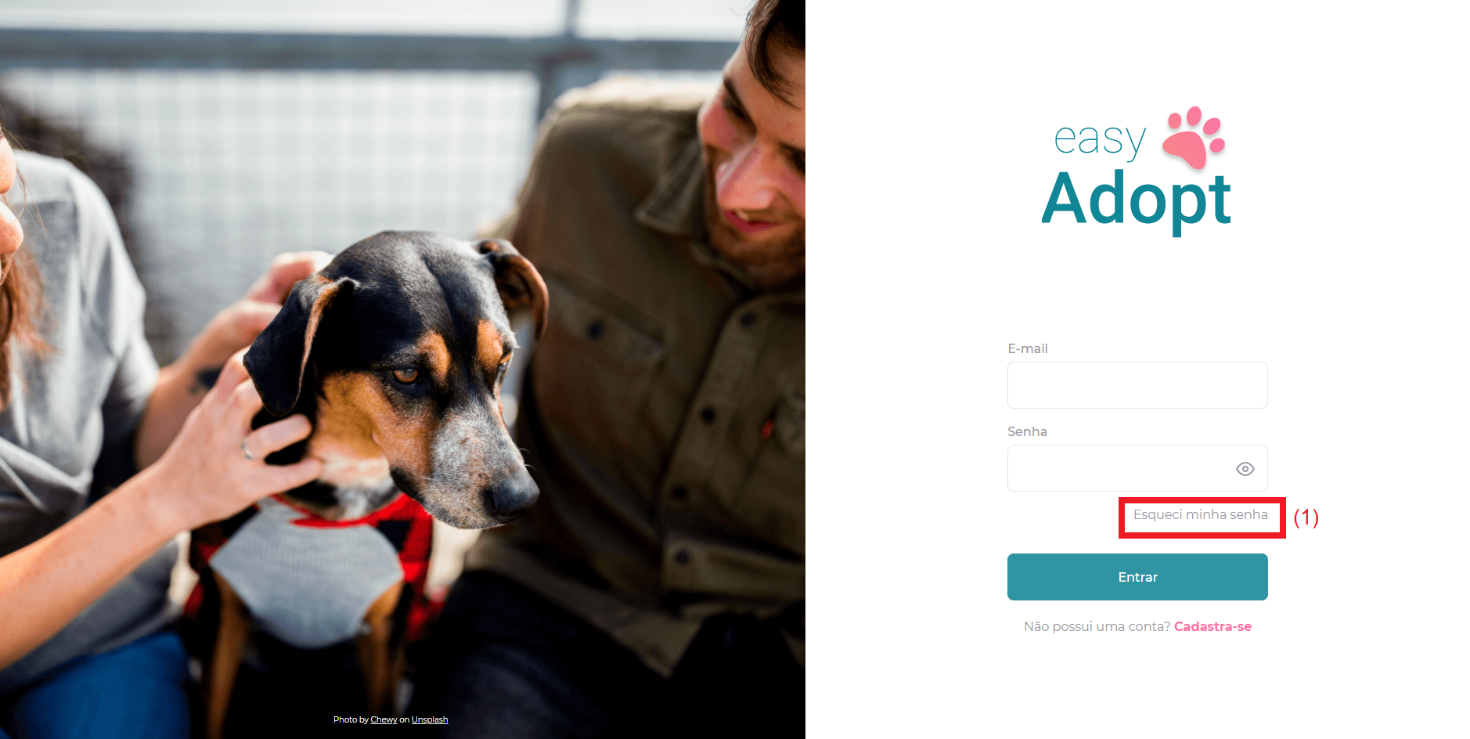 easy
Adopt
E-mail
Senha
Esqueci minha senha (1)
Entrar
Não possui uma conta? Cadastra-se
Photo by Chewy on Unsplash